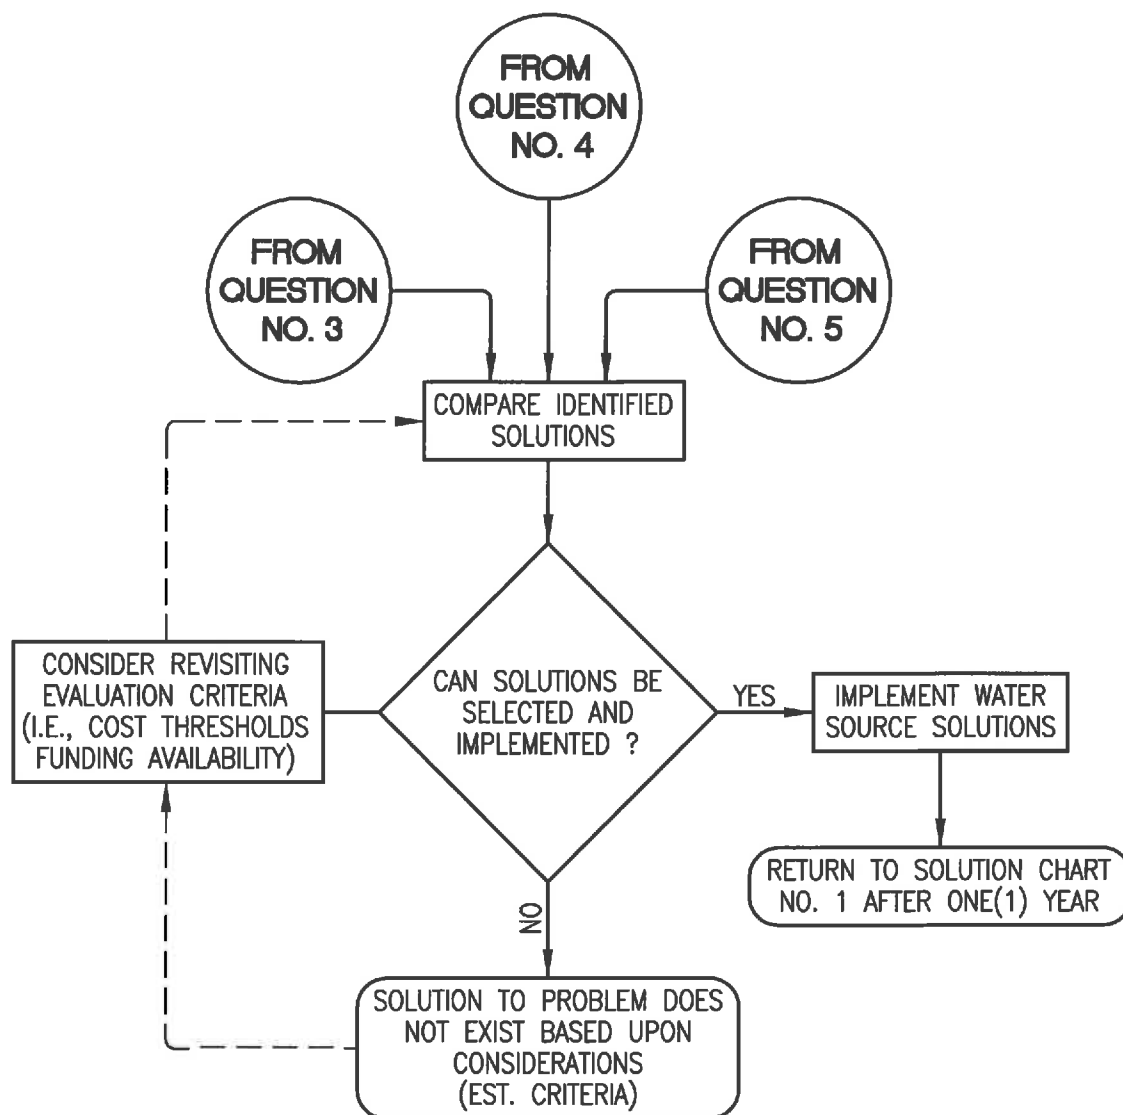 FROM
QUESTION
NO. 4
FROM
QUESTION
NO. 3
FROM
QUESTION
NO. 5
COMPARE IDENTIFIED
SOLUTIONS
CONSIDER REVISITING
EVALUATION CRITERIA
(I.E., COST THRESHOLDS
FUNDING AVAILABILITY)
CAN SOLUTIONS BE
SELECTED AND
IMPLEMENTED ?
YES
IMPLEMENT WATER
SOURCE SOLUTIONS
RETURN TO SOLUTION CHART
NO. 1 AFTER ONE(1) YEAR
NO
SOLUTION TO PROBLEM DOES
NOT EXIST BASED UPON
CONSIDERATIONS
(EST. CRITERIA)